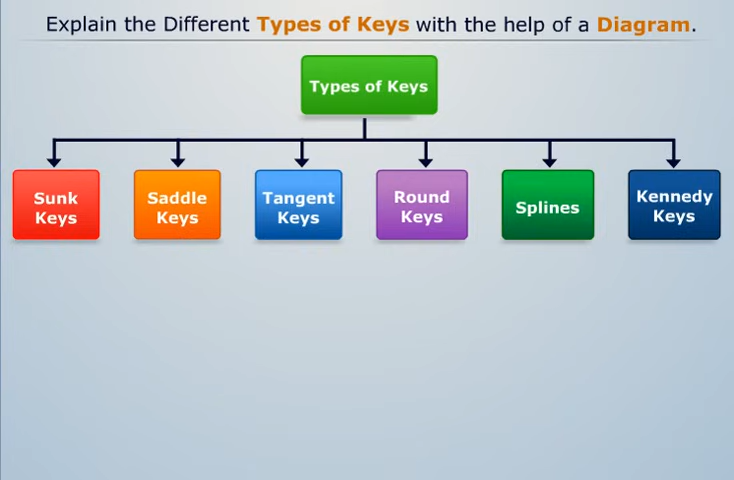 Explain the Different Types of Keys with the help of a Diagram.
Types of Keys
Sunk
Keys
Saddle
Keys
Tangent
Keys
Round
Keys
Splines
Kennedy
Keys